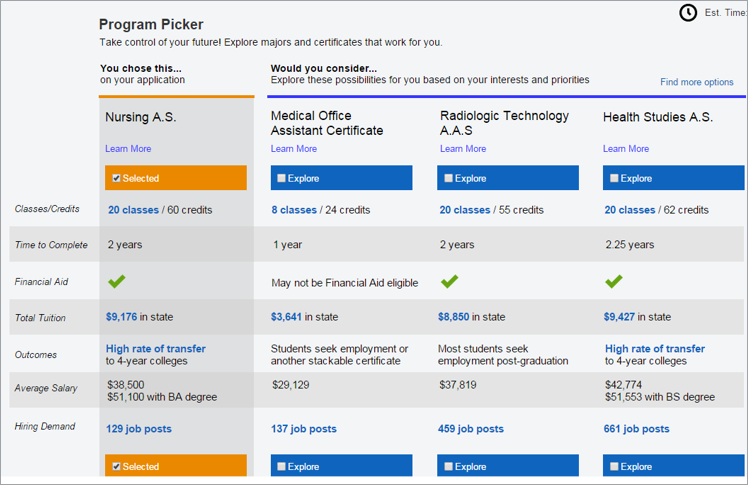 Program Picker
Est. Time:
Take control of your future! Explore majors and certificates that work for you.
You chose this...
on your application
Would you consider...
Explore these possibilities for you based on your interests and priorities
Find more options
Nursing A.S.
Medical Office
Assistant Certificate
Radiologic Technology
A.A.S
Health Studies A.S.
Learn More
Learn More
Learn More
Learn More
Selected
Explore
Explore
Explore
Classes/Credits
20 classes / 60 credits
8 classes / 24 credits
20 classes / 55 credits
20 classes / 62 credits
Time to Complete
2 years
1 year
2 years
2.25 years
Financial Aid
May not be Financial Aid eligible
Total Tuition
$9,176 in state
$3,641 in state
$8,850 in state
$9,427 in state
Outcomes
High rate of transfer
to 4-year colleges
Students seek employment or
another stackable certificate
Most students seek
employment post-graduation
High rate of transfer
to 4-year colleges
Average Salary
$38,500
$51,100 with BA degree
$29,129
$37,819
$42,774
$51,553 with BS degree
Hiring Demand
129 job posts
137 job posts
459 job posts
661 job posts
Selected
Explore
Explore
Explore